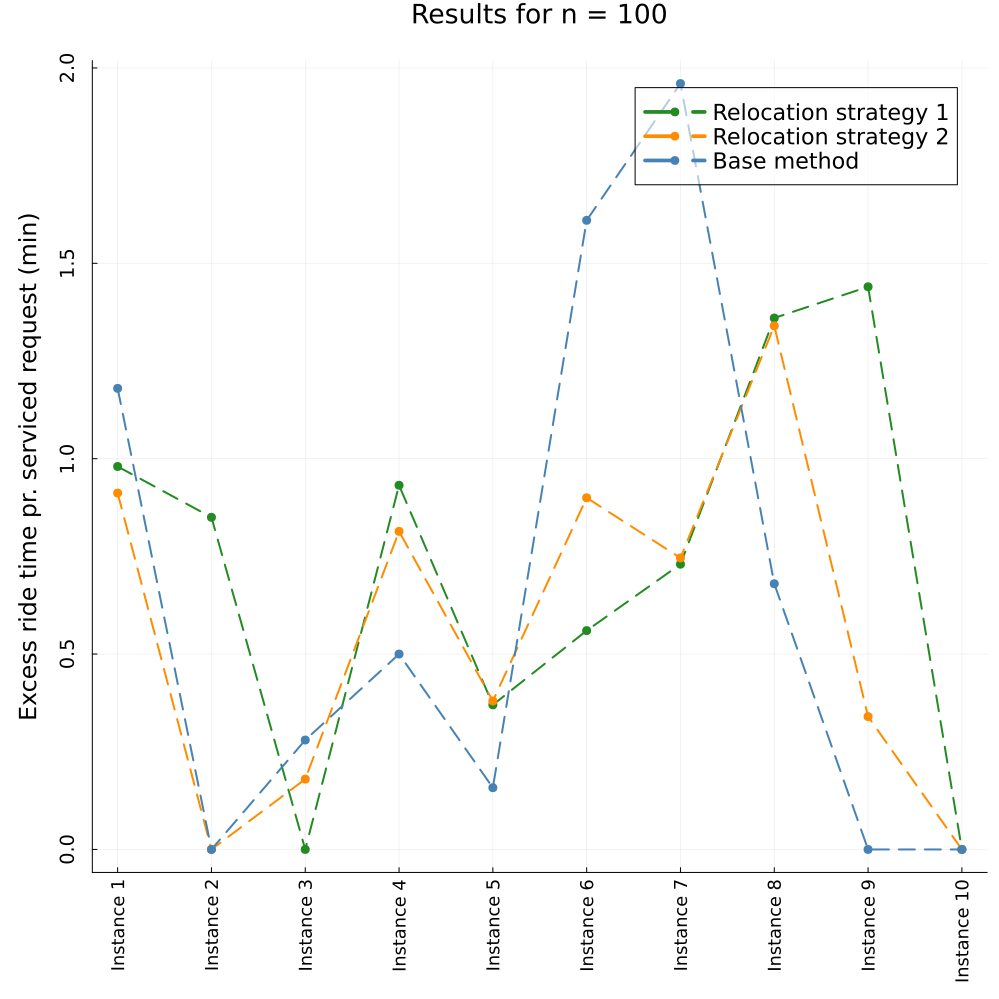 Results for n = 100
Excess ride time pr. serviced request (min)
2.0
1.5
1.0
0.5
0.0
Relocation strategy 1
Relocation strategy 2
Base method
Instance 1
Instance 2
Instance 3
Instance 4
Instance 5
Instance 6
Instance 7
Instance 8
Instance 9
Instance 10